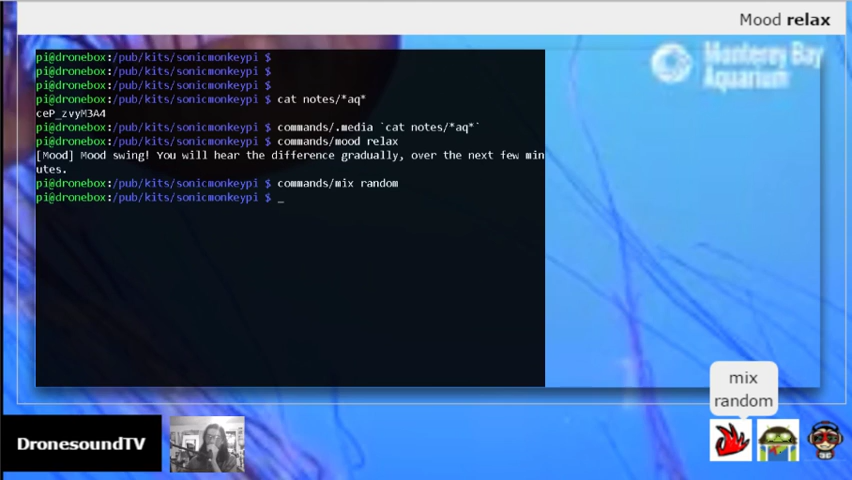 Mood relax
Monterey Bay
Aquarium
pi@dronebox:/pub/kits/sonicmonkeypi $
pi@dronebox:/pub/kits/sonicmonkeypi $
pi@dronebox:/pub/kits/sonicmonkeypi $
pi@dronebox:/pub/kits/sonicmonkeypi $ cat notes/*aq*
ceP_zvyM3A4
pi@dronebox:/pub/kits/sonicmonkeypi $ commands/.media `cat notes/*aq*`
pi@dronebox:/pub/kits/sonicmonkeypi $ commands/mood relax
[Mood] Mood swing! You will hear the difference gradually, over the next few min
utes.
pi@dronebox:/pub/kits/sonicmonkeypi $ commands/mix random
pi@dronebox:/pub/kits/sonicmonkeypi $ _
mix
random
DronesoundTV